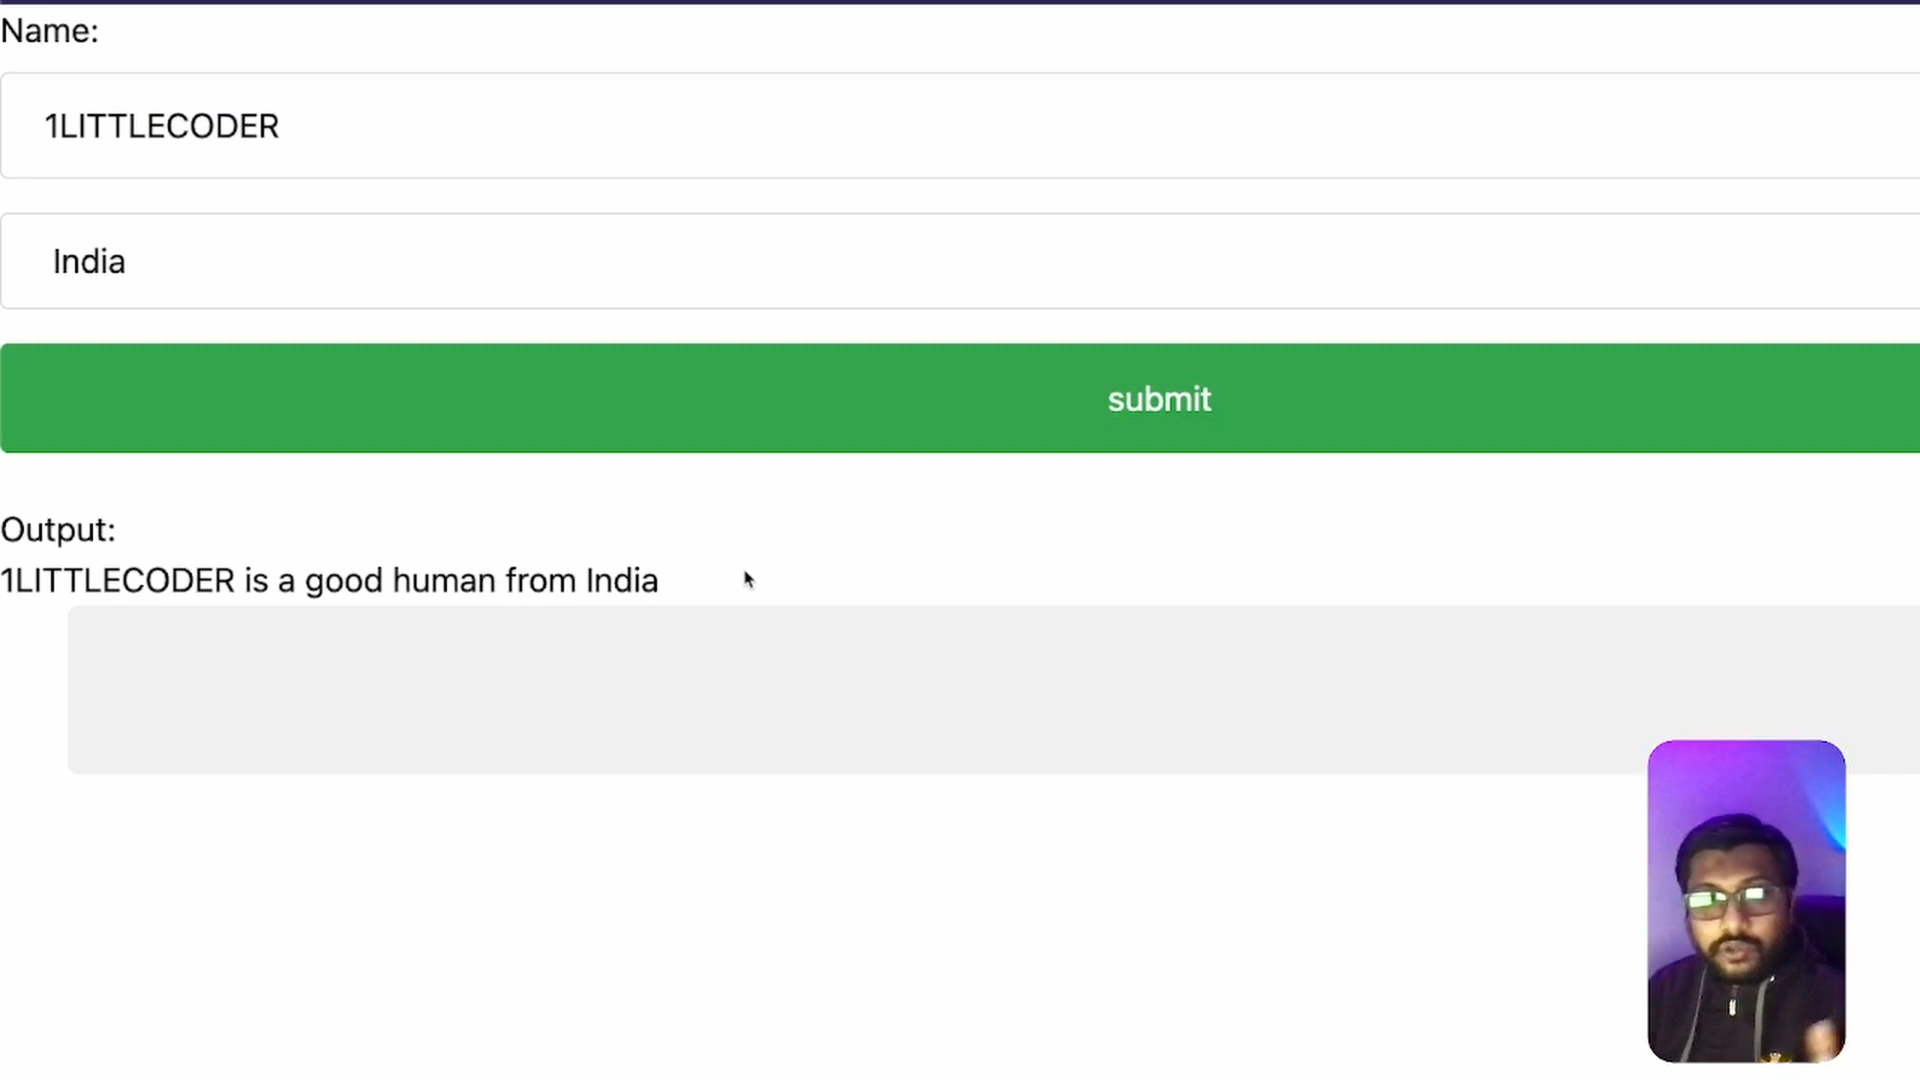 Name:
1LITTLECODER
India
submit
Output:
1LITTLECODER is a good human from India